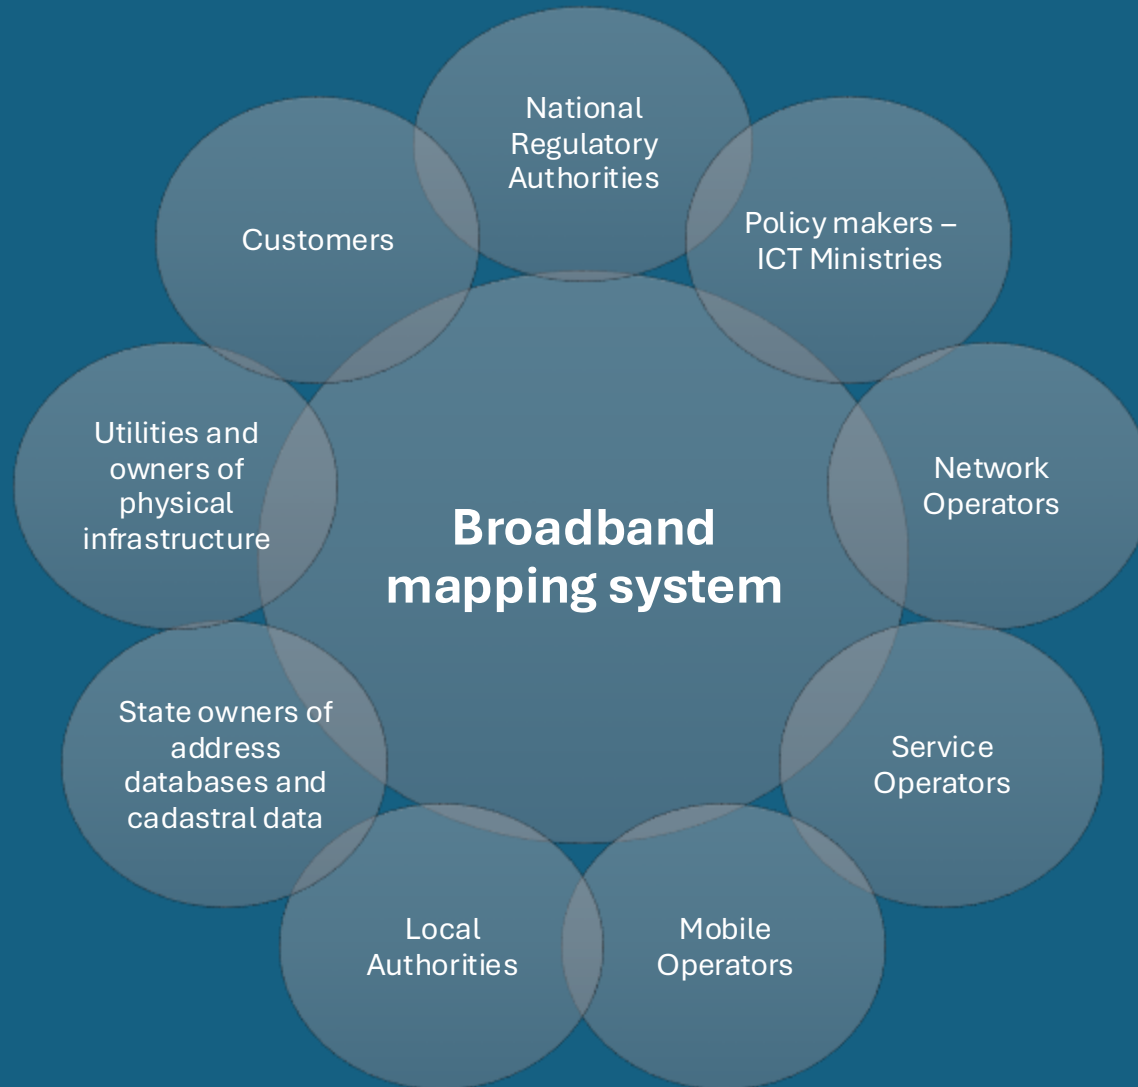 National
Regulatory
Authorities
Policy makers –
ICT Ministries
Network
Operators
Service
Operators
Mobile
Operators
Local
Authorities
State owners of
address
databases and
cadastral data
Utilities and
owners of
physical
infrastructure
Customers
Broadband
mapping system